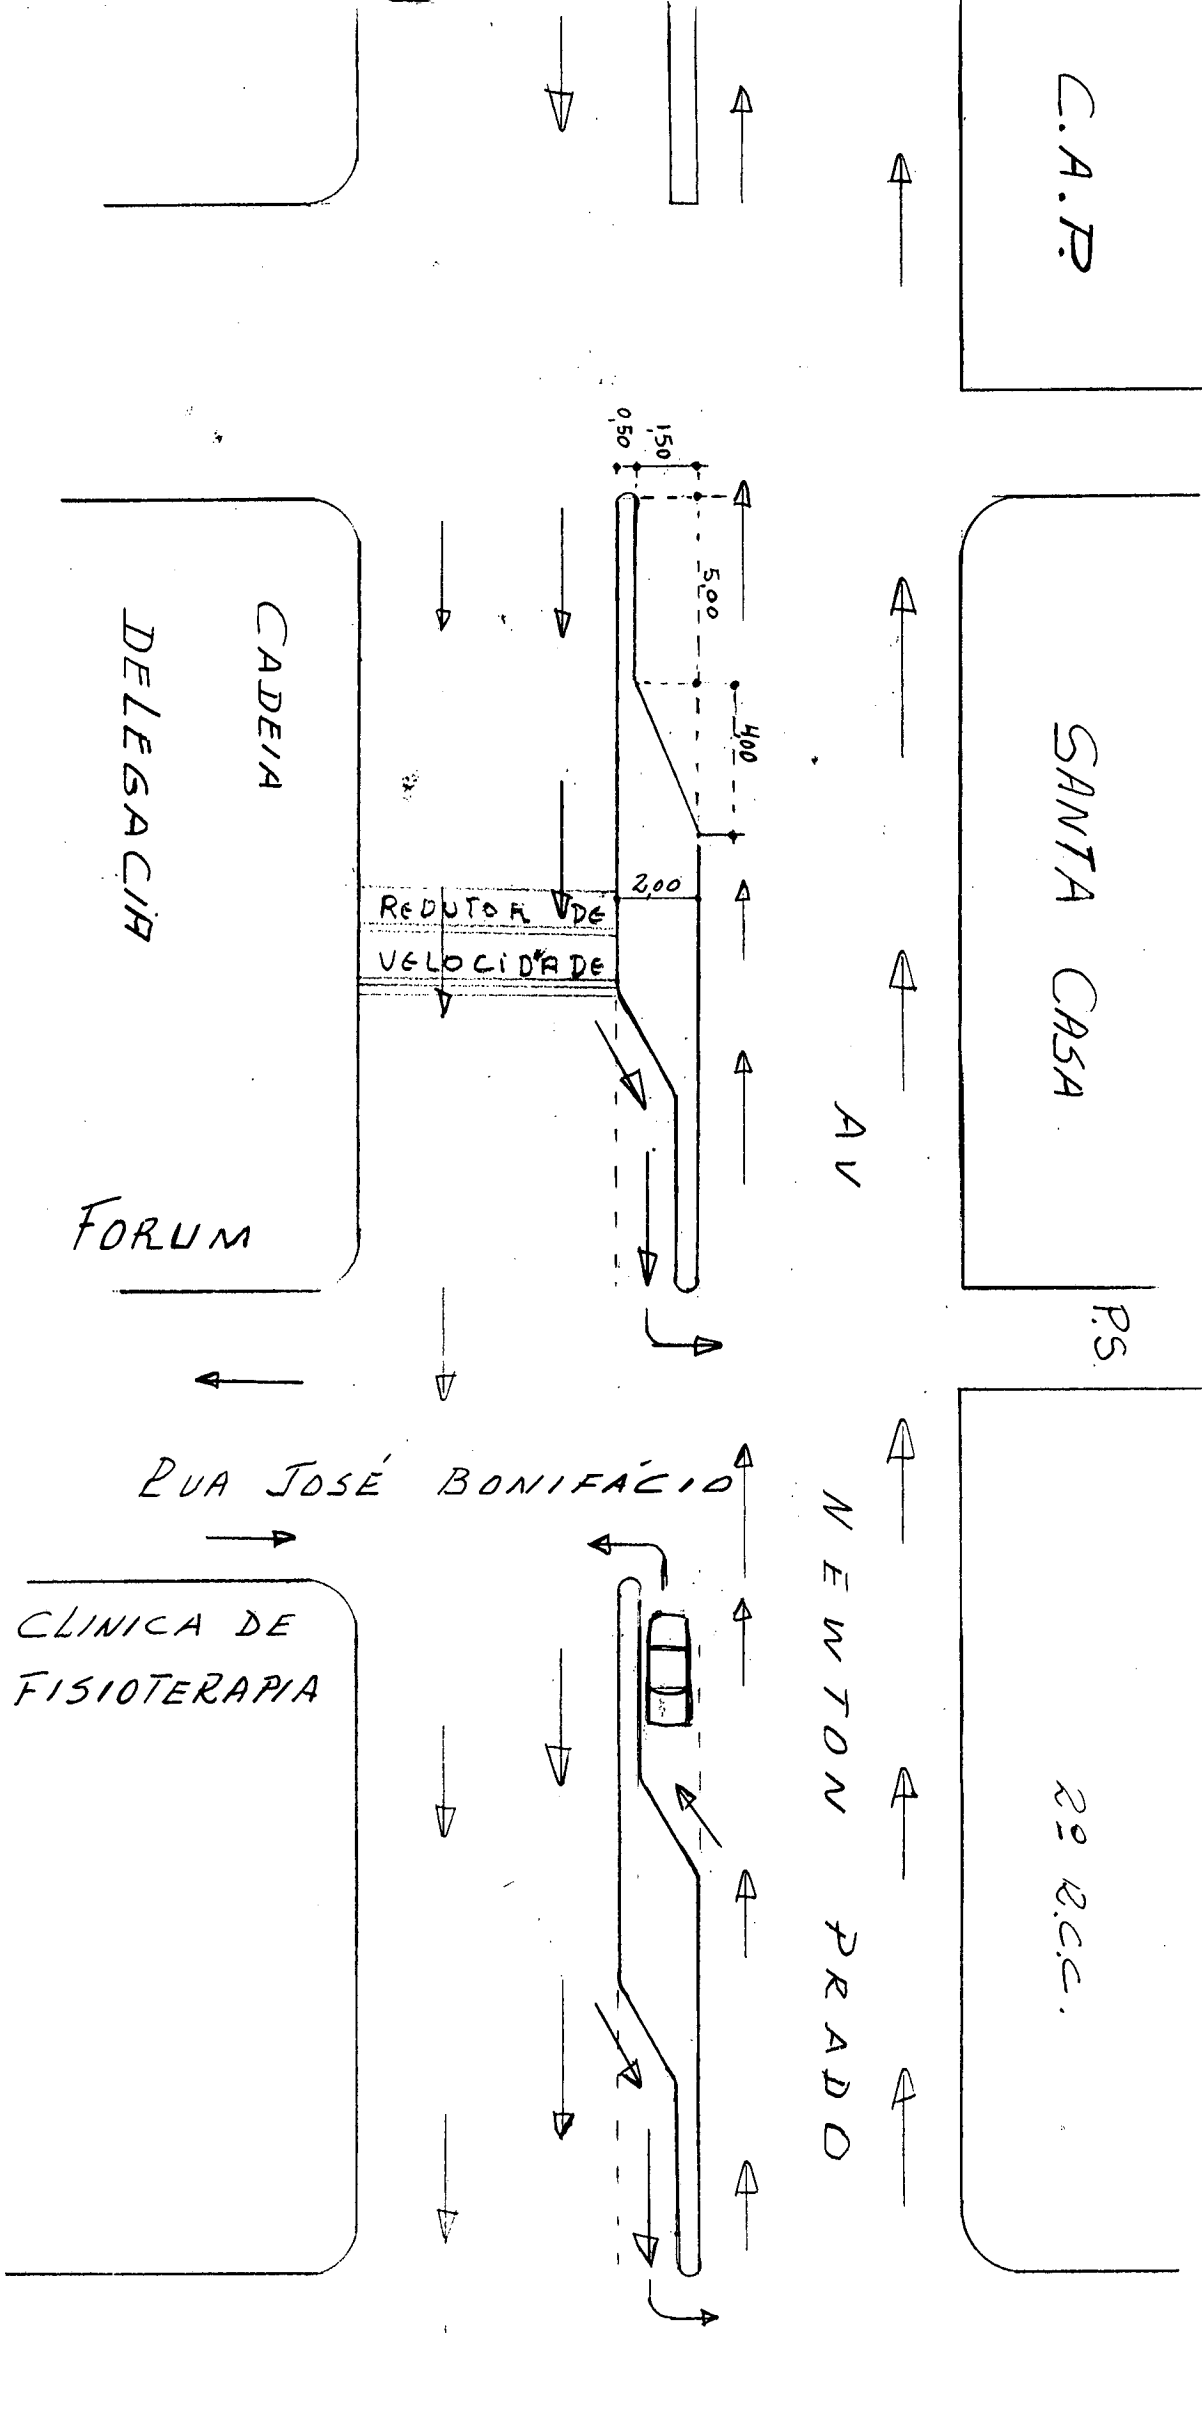 C.A.P.
0,50
1,50
5,00
4,00
CADEIA
DELEGACIA
SANTA CASA
2,00
REDUTOR DE
VELOCIDADE
FORUM
P.S.
RUA JOSÉ BONIFÁCIO
AV NEWTON PRADO
CLINICA DE
FISIOTERAPIA
2º R.C.C.